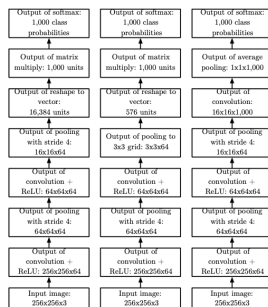 Output of softmax:
1,000 class
probabilities
Output of matrix
multiply: 1,000 units
Output of reshape to
vector:
16,384 units
Output of pooling
with stride 4:
16x16x64
Output of
convolution +
ReLU: 64x64x64
Output of pooling
with stride 4:
64x64x64
Output of
convolution +
ReLU: 256x256x64
Input image:
256x256x3
Output of softmax:
1,000 class
probabilities
Output of matrix
multiply: 1,000 units
Output of reshape to
vector:
576 units
Output of pooling to
3x3 grid: 3x3x64
Output of
convolution +
ReLU: 64x64x64
Output of pooling
with stride 4:
64x64x64
Output of
convolution +
ReLU: 256x256x64
Input image:
256x256x3
Output of softmax:
1,000 class
probabilities
Output of average
pooling: 1x1x1,000
Output of
convolution:
16x16x1,000
Output of pooling
with stride 4:
16x16x64
Output of
convolution +
ReLU: 64x64x64
Output of pooling
with stride 4:
64x64x64
Output of
convolution +
ReLU: 256x256x64
Input image:
256x256x3